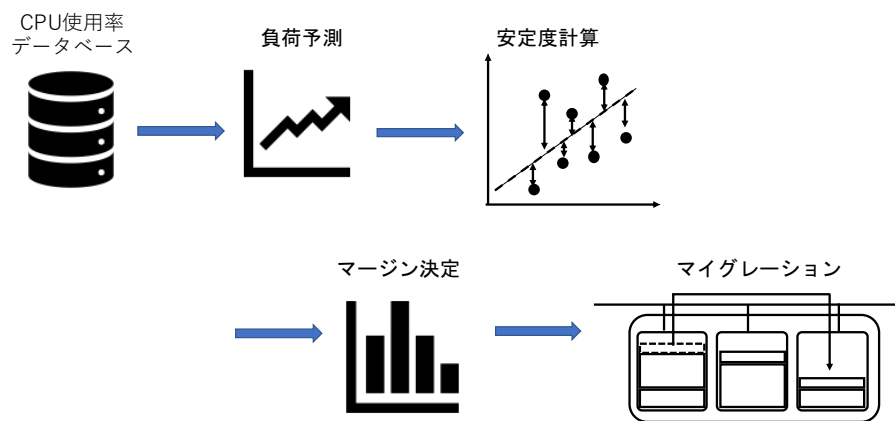 CPU使用率
データベース
負荷予測
安定度計算
マージン決定
マイグレーション